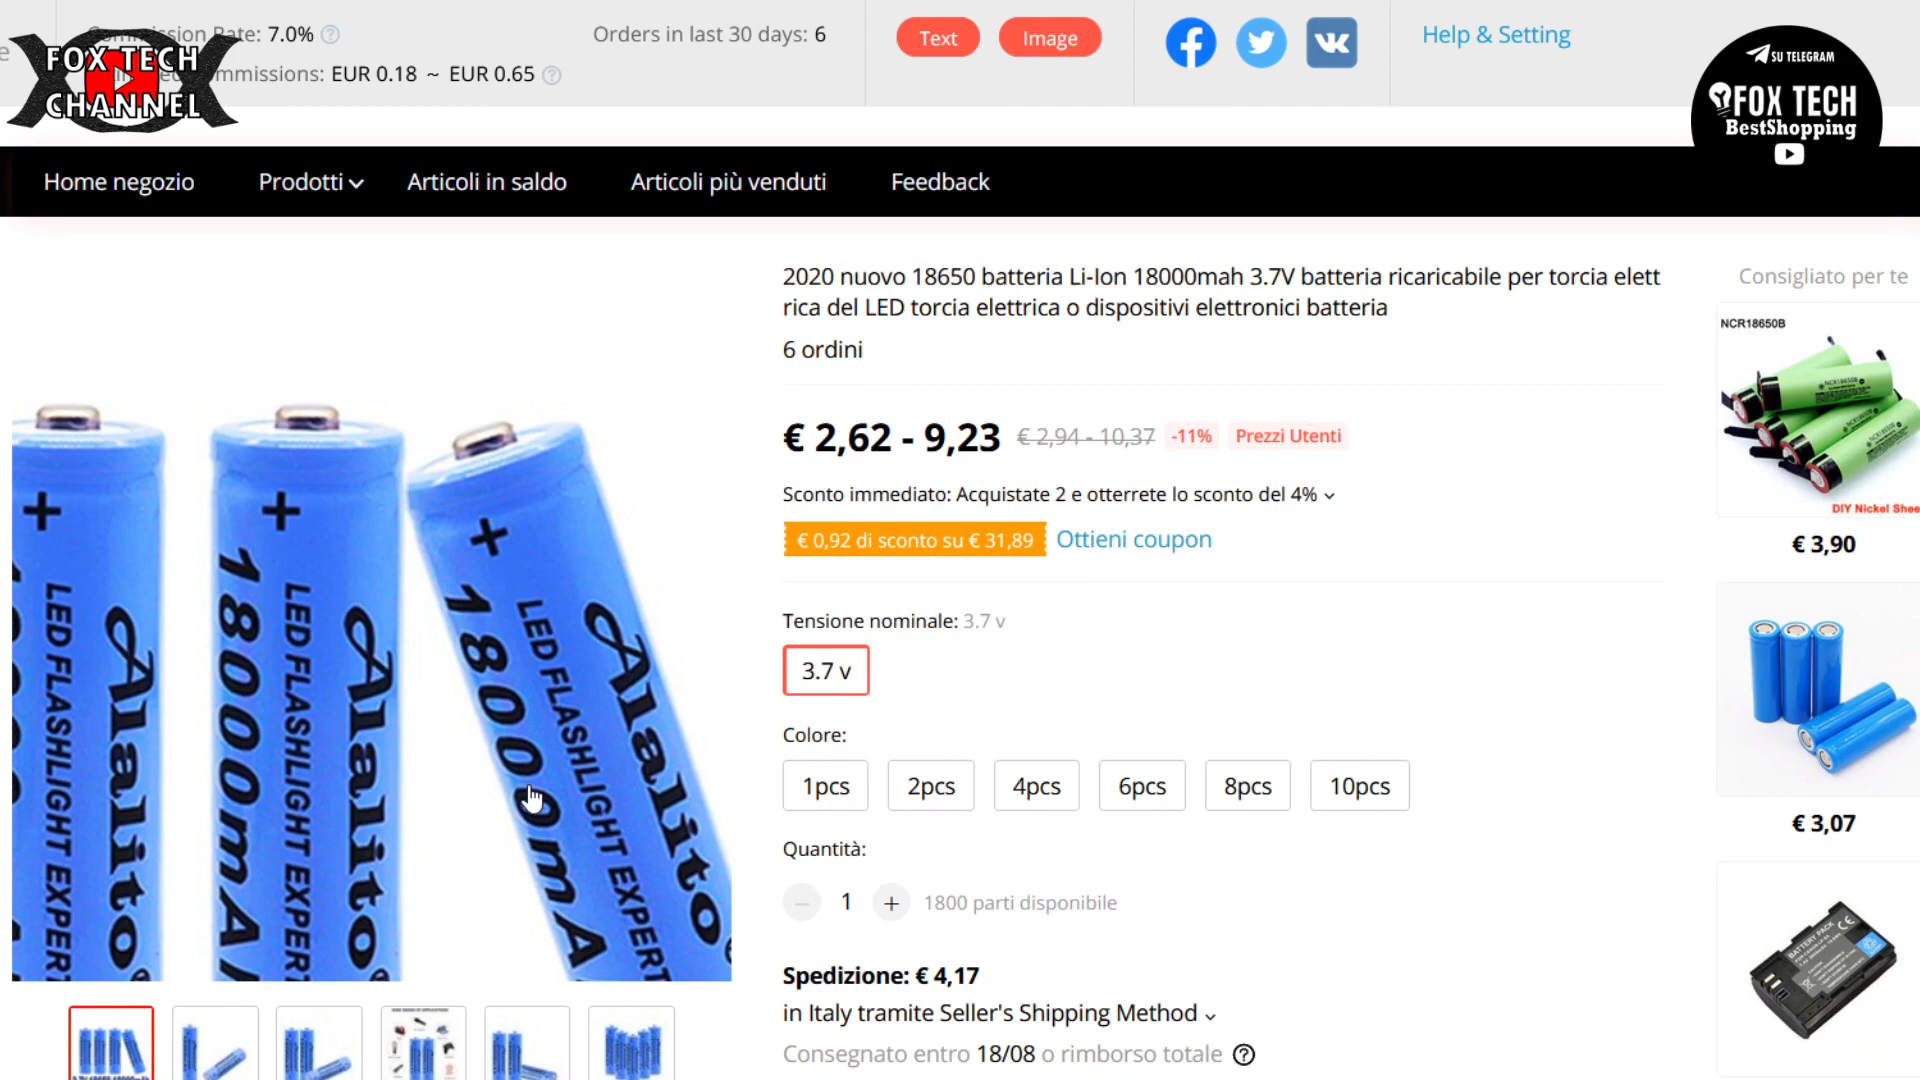 Commission Rate: 7.0%
Orders in last 30 days: 6
Text
Image
Help & Setting
mmissions: EUR 0.18 ~ EUR 0.65
FOX TECH
CHANNEL
SU TELEGRAM
FOX TECH
BestShopping
Home negozio
Prodotti
Articoli in saldo
Articoli più venduti
Feedback
2020 nuovo 18650 batteria Li-Ion 18000mah 3.7V batteria ricaricabile per torcia elett
rica del LED torcia elettrica o dispositivi elettronici batteria
6 ordini
€ 2,62 - 9,23
€ 2,94 - 10,37
-11%
Prezzi Utenti
Sconto immediato: Acquistate 2 e otterrete lo sconto del 4%
€ 0,92 di sconto su € 31,89
Ottieni coupon
Tensione nominale: 3.7 v
3.7 v
Colore:
1pcs
2pcs
4pcs
6pcs
8pcs
10pcs
Quantità:
1
1800 parti disponibile
Spedizione: € 4,17
in Italy tramite Seller's Shipping Method
Consegnato entro 18/08 o rimborso totale
+
LED FLASHLIGHT EXPERT
Alalito
+
18000mA
LED FLASHLIGHT EXPERT
Alalito
+
18000mA
LED FLASHLIGHT EXPERT
Alalito
Consigliato per te
NCR18650B
DIY Nickel Shee
€ 3,90
€ 3,07
BATTERY PACK